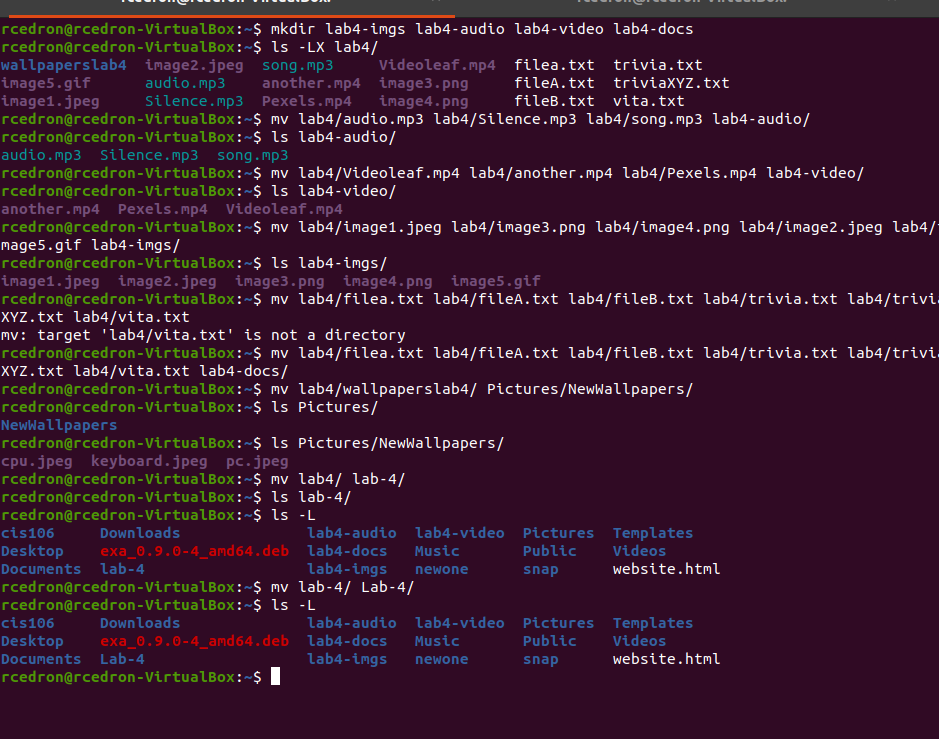 rcedron@rcedron-VirtualBox:~$ mkdir lab4-imgs lab4-audio lab4-video lab4-docs
rcedron@rcedron-VirtualBox:~$ ls -LX lab4/
wallpaperslab4  image2.jpeg  song.mp3     Videoleaf.mp4  filea.txt  trivia.txt
image5.gif      audio.mp3    another.mp4  image3.png     fileA.txt  triviaXYZ.txt
image1.jpeg     Silence.mp3  Pexels.mp4   image4.png     fileB.txt  vita.txt
rcedron@rcedron-VirtualBox:~$ mv lab4/audio.mp3 lab4/Silence.mp3 lab4/song.mp3 lab4-audio/
rcedron@rcedron-VirtualBox:~$ ls lab4-audio/
audio.mp3  Silence.mp3  song.mp3
rcedron@rcedron-VirtualBox:~$ mv lab4/Videoleaf.mp4 lab4/another.mp4 lab4/Pexels.mp4 lab4-video/
rcedron@rcedron-VirtualBox:~$ ls lab4-video/
another.mp4  Pexels.mp4  Videoleaf.mp4
rcedron@rcedron-VirtualBox:~$ mv lab4/image1.jpeg lab4/image3.png lab4/image4.png lab4/image2.jpeg lab4/i
mage5.gif lab4-imgs/
rcedron@rcedron-VirtualBox:~$ ls lab4-imgs/
image1.jpeg  image2.jpeg  image3.png  image4.png  image5.gif
rcedron@rcedron-VirtualBox:~$ mv lab4/filea.txt lab4/fileA.txt lab4/fileB.txt lab4/trivia.txt lab4/trivia
XYZ.txt lab4/vita.txt
mv: target 'lab4/vita.txt' is not a directory
rcedron@rcedron-VirtualBox:~$ mv lab4/filea.txt lab4/fileA.txt lab4/fileB.txt lab4/trivia.txt lab4/trivia
XYZ.txt lab4/vita.txt lab4-docs/
rcedron@rcedron-VirtualBox:~$ mv lab4/wallpaperslab4/ Pictures/NewWallpapers/
rcedron@rcedron-VirtualBox:~$ ls Pictures/
NewWallpapers
rcedron@rcedron-VirtualBox:~$ ls Pictures/NewWallpapers/
cpu.jpeg  keyboard.jpeg  pc.jpeg
rcedron@rcedron-VirtualBox:~$ mv lab4/ lab-4/
rcedron@rcedron-VirtualBox:~$ ls lab-4/
rcedron@rcedron-VirtualBox:~$ ls -L
cis106     Downloads              lab4-audio  lab4-video  Pictures  Templates
Desktop    exa_0.9.0-4_amd64.deb  lab4-docs   Music       Public    Videos
Documents  lab-4                  lab4-imgs   newone      snap      website.html
rcedron@rcedron-VirtualBox:~$ mv lab-4/ Lab-4/
rcedron@rcedron-VirtualBox:~$ ls -L
cis106     Downloads              lab4-audio  lab4-video  Pictures  Templates
Desktop    exa_0.9.0-4_amd64.deb  lab4-docs   Music       Public    Videos
Documents  Lab-4                  lab4-imgs   newone      snap      website.html
rcedron@rcedron-VirtualBox:~$